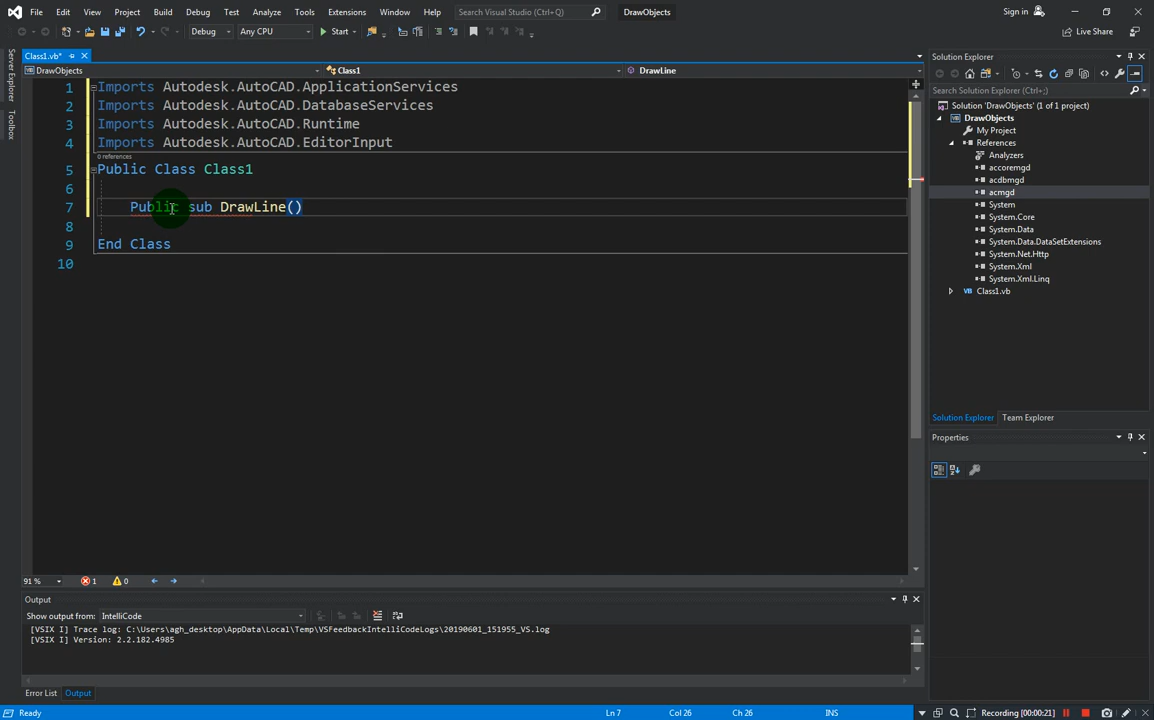 File Edit View Project Build Debug Test Analyze Tools Extensions Window Help Search Visual Studio (Ctrl+Q) DrawObjects Sign in
Debug Any CPU Start Live Share
Server Explorer
Toolbox
Class1.vb*
DrawObjects Class1 DrawLine
1 Imports Autodesk.AutoCAD.ApplicationServices
2 Imports Autodesk.AutoCAD.DatabaseServices
3 Imports Autodesk.AutoCAD.Runtime
4 Imports Autodesk.AutoCAD.EditorInput
0 references
5 Public Class Class1
6
7 Public sub DrawLine()
8
9 End Class
10
91 % 1 0
Output
Show output from: IntelliCode
[VSIX I] Trace log: C:\Users\agh_desktop\AppData\Local\Temp\VSFeedbackIntelliCodeLogs\20190601_151955_VS.log
[VSIX I] Version: 2.2.182.4985
Error List Output
Solution Explorer
Search Solution Explorer (Ctrl+;)
Solution 'DrawObjects' (1 of 1 project)
VB DrawObjects
My Project
References
Analyzers
accoremgd
acdbmgd
acmgd
System
System.Core
System.Data
System.Data.DataSetExtensions
System.Net.Http
System.Xml
System.Xml.Linq
VB Class1.vb
Solution Explorer Team Explorer
Properties
Ready Ln 7 Col 26 Ch 26 INS Recording [00:00:21]